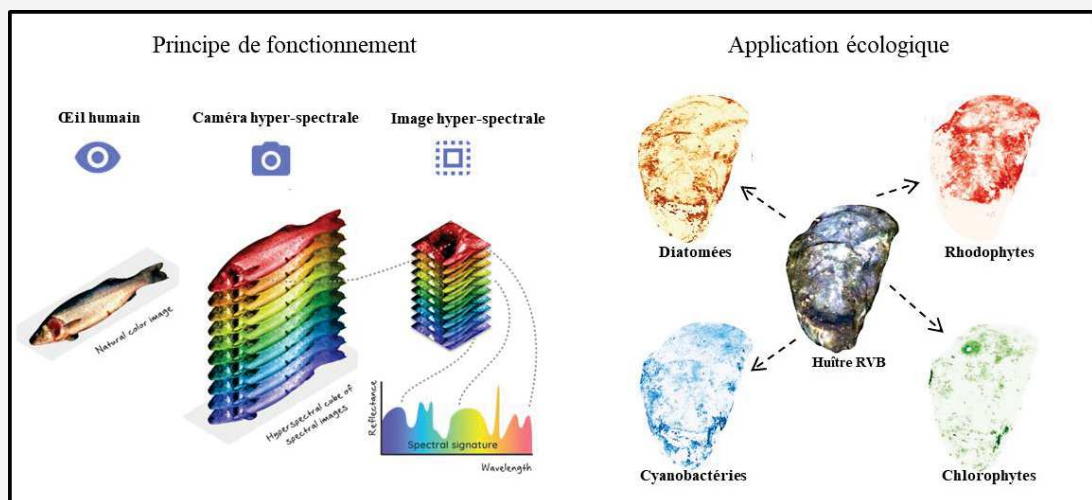 Principe de fonctionnement
Application écologique
Œil humain
Caméra hyper-spectrale
Image hyper-spectrale
Natural color image
Hyperspectral cube of
spectral images
Reflectance
Spectral signature
Wavelength
Diatomées
Rhodophytes
Huître RVB
Cyanobactéries
Chlorophytes